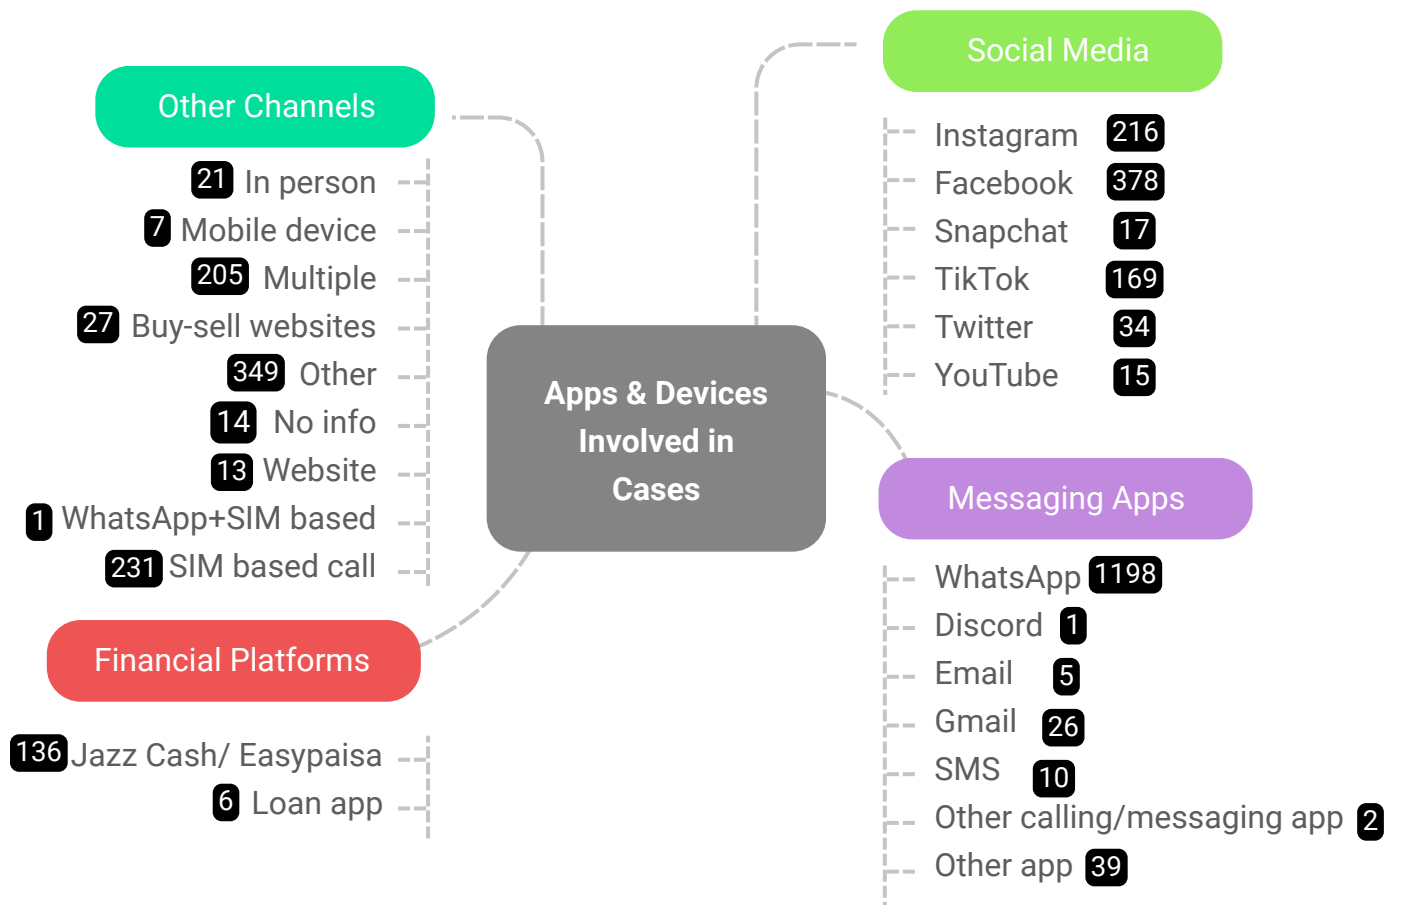 Other Channels
21 In person
7 Mobile device
205 Multiple
27 Buy-sell websites
349 Other
14 No info
13 Website
1 WhatsApp+SIM based
231 SIM based call
Financial Platforms
136 Jazz Cash/ Easypaisa
6 Loan app
Apps & Devices
Involved in
Cases
Social Media
Instagram 216
Facebook 378
Snapchat 17
TikTok 169
Twitter 34
YouTube 15
Messaging Apps
WhatsApp 1198
Discord 1
Email 5
Gmail 26
SMS 10
Other calling/messaging app 2
Other app 39